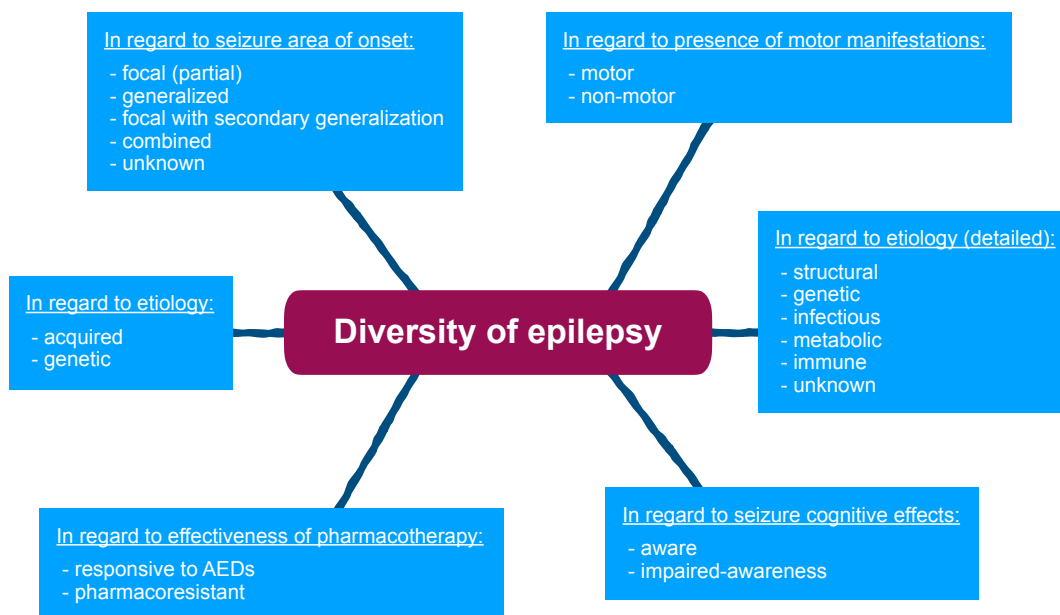 In regard to seizure area of onset:
- focal (partial)
- generalized
- focal with secondary generalization
- combined
- unknown
In regard to presence of motor manifestations:
- motor
- non-motor
In regard to etiology:
- acquired
- genetic
Diversity of epilepsy
In regard to etiology (detailed):
- structural
- genetic
- infectious
- metabolic
- immune
- unknown
In regard to effectiveness of pharmacotherapy:
- responsive to AEDs
- pharmacoresistant
In regard to seizure cognitive effects:
- aware
- impaired-awareness